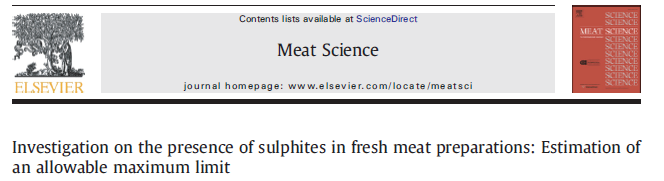 Contents lists available at ScienceDirect
Meat Science
journal homepage: www.elsevier.com/locate/meatsci
ELSEVIER
MEAT SCIENCE
Investigation on the presence of sulphites in fresh meat preparations: Estimation of
an allowable maximum limit